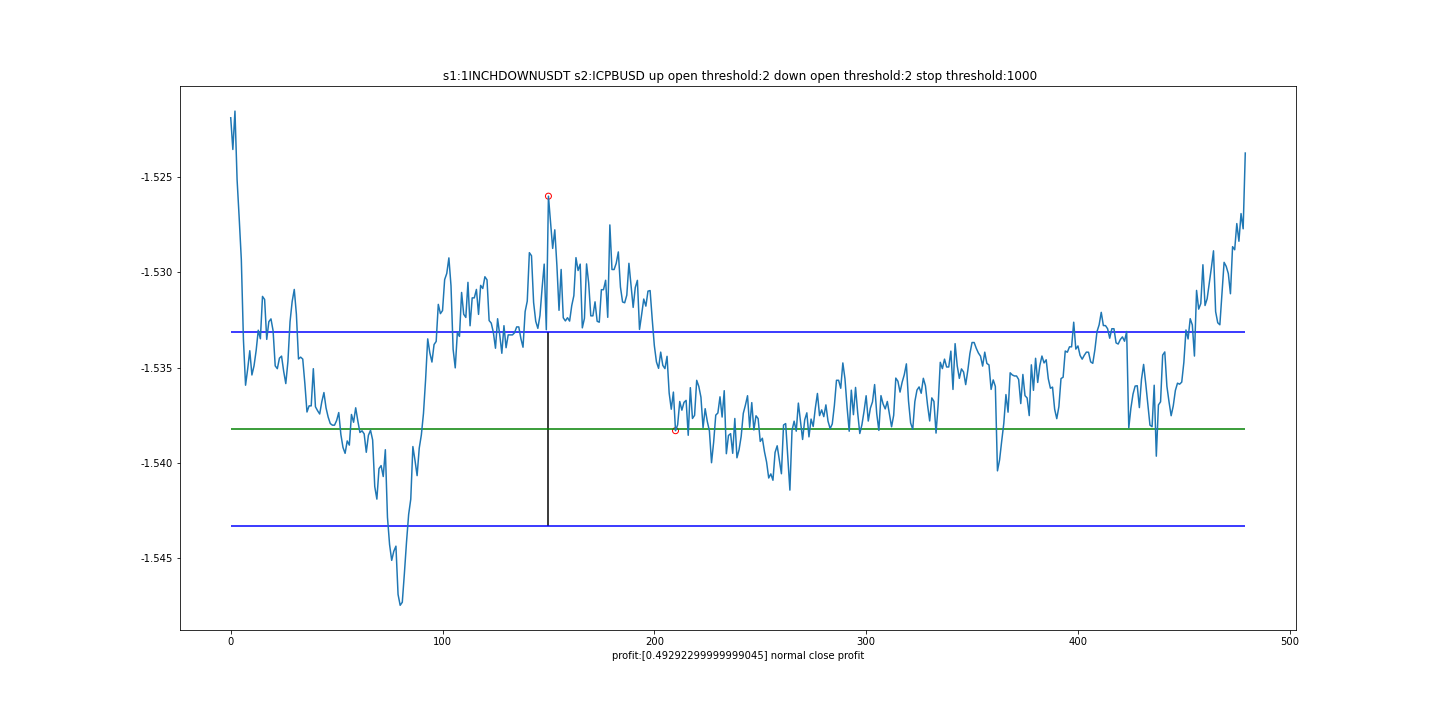 s1:1INCHDOWNUSDT s2:ICPBUSD up open threshold:2 down open threshold:2 stop threshold:1000
-1.525
-1.530
-1.535
-1.540
-1.545
0 100 200 300 400 500
profit:[0.49292299999999045] normal close profit